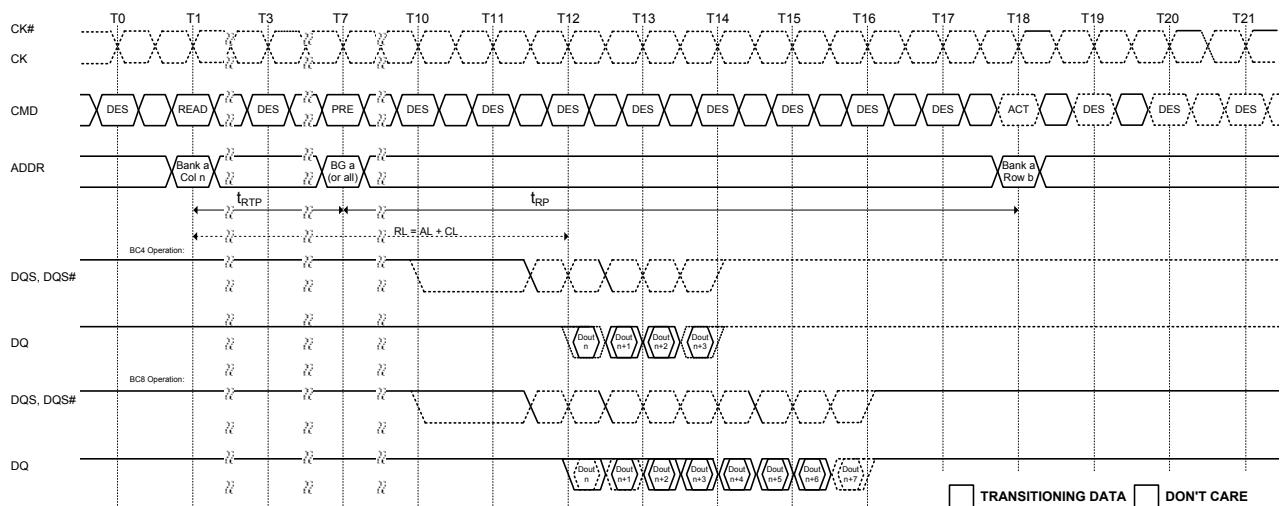 T0 T1 T3 T7 T10 T11 T12 T13 T14 T15 T16 T17 T18 T19 T20 T21
CK#
CK
CMD DES READ DES PRE DES DES DES DES DES DES DES DES ACT DES DES DES
ADDR
Bank a BG a Bank a
Col n (or all) Row b
tRTP tRP
RL = AL + CL
BC4 Operation:
DQS, DQS#
DQ
Dout Dout Dout Dout
n n+1 n+2 n+3
BC8 Operation:
DQS, DQS#
DQ
Dout Dout Dout Dout Dout Dout Dout Dout
n n+1 n+2 n+3 n+4 n+5 n+6 n+7
TRANSITIONING DATA DON'T CARE